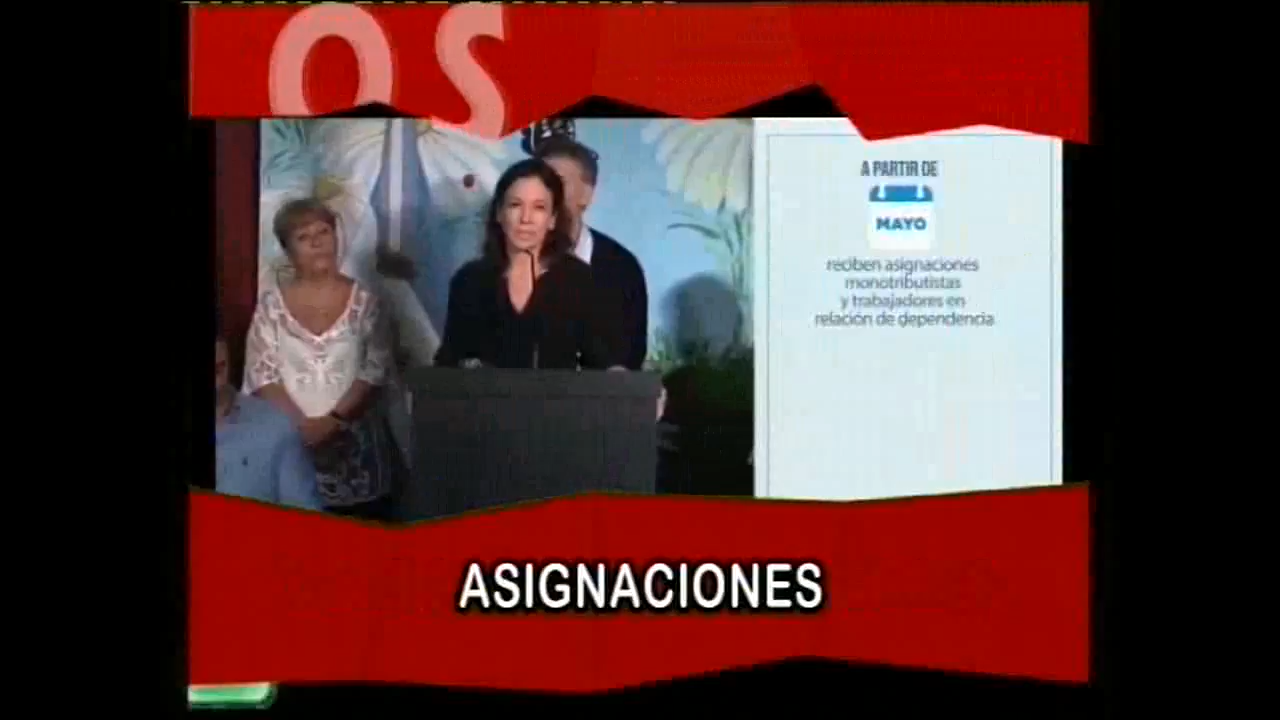 OS
A PARTIR DE
MAYO
reciben asignaciones
monotributistas
y trabajadores en
relación de dependencia
ASIGNACIONES